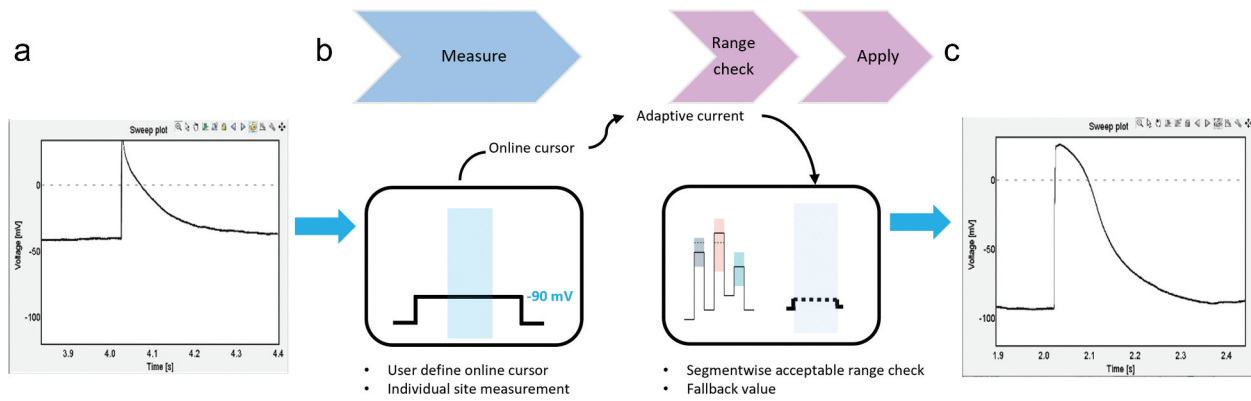 a
b
Measure
Range
check
Apply
c
Sweep plot
0
-50
-100
Voltage [mV]
3.9 4.0 4.1 4.2 4.3 4.4
Time [s]
Online cursor
Adaptive current
-90 mV
• User define online cursor
• Individual site measurement
• Segmentwise acceptable range check
• Fallback value
Sweep plot
0
-50
-100
Voltage [mV]
1.9 2.0 2.1 2.2 2.3 2.4
Time [s]